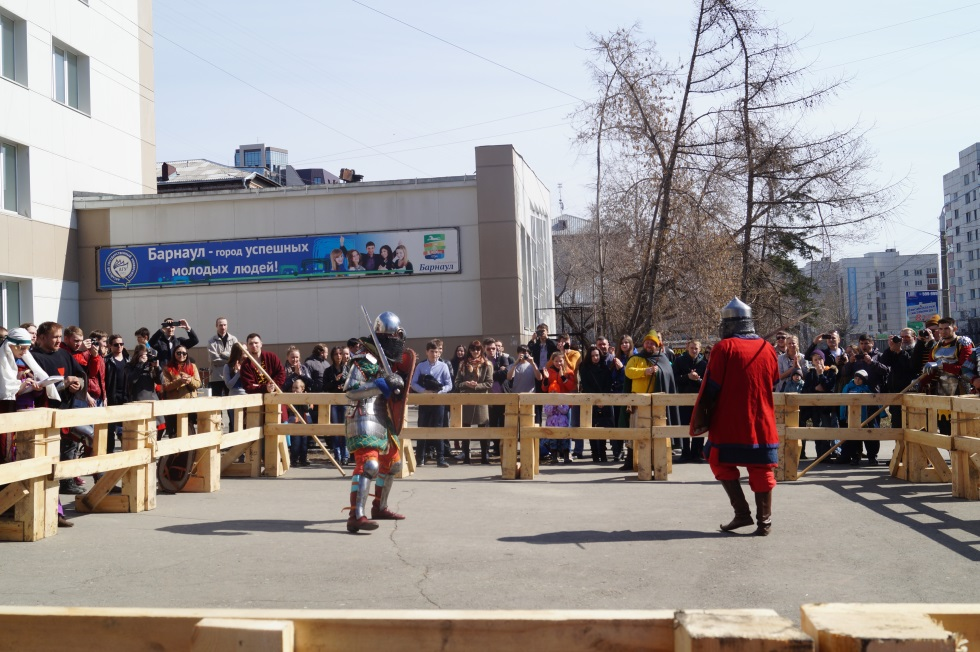 Барнаул - город успешных
молодых людей!
Барнаул